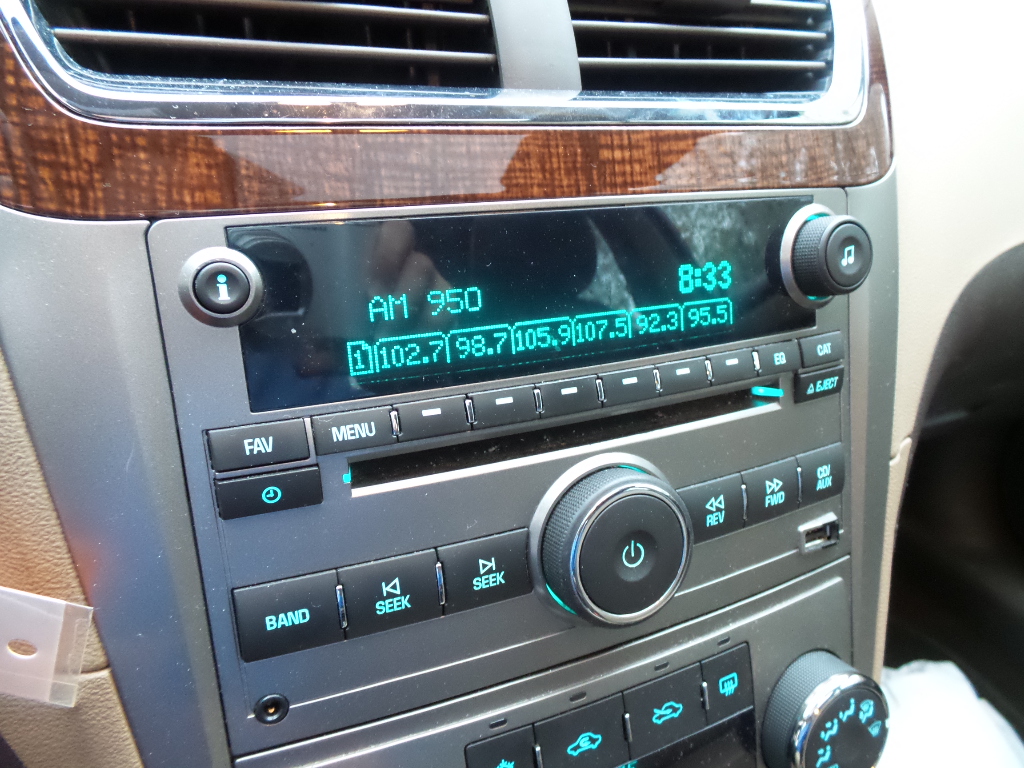 8:33
AM 950
1 102.7 98.7 105.9 107.5 92.3 95.5
EQ CAT
EJECT
FAV MENU
REV FWD CD/AUX
BAND SEEK SEEK